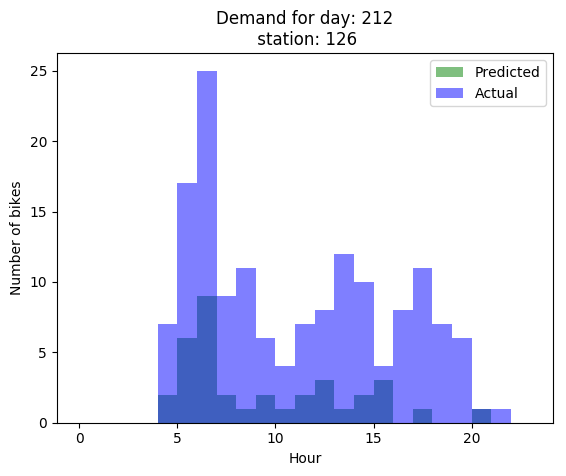 Demand for day: 212
station: 126
Predicted
Actual
25
20
15
10
5
0
Number of bikes
0 5 10 15 20
Hour